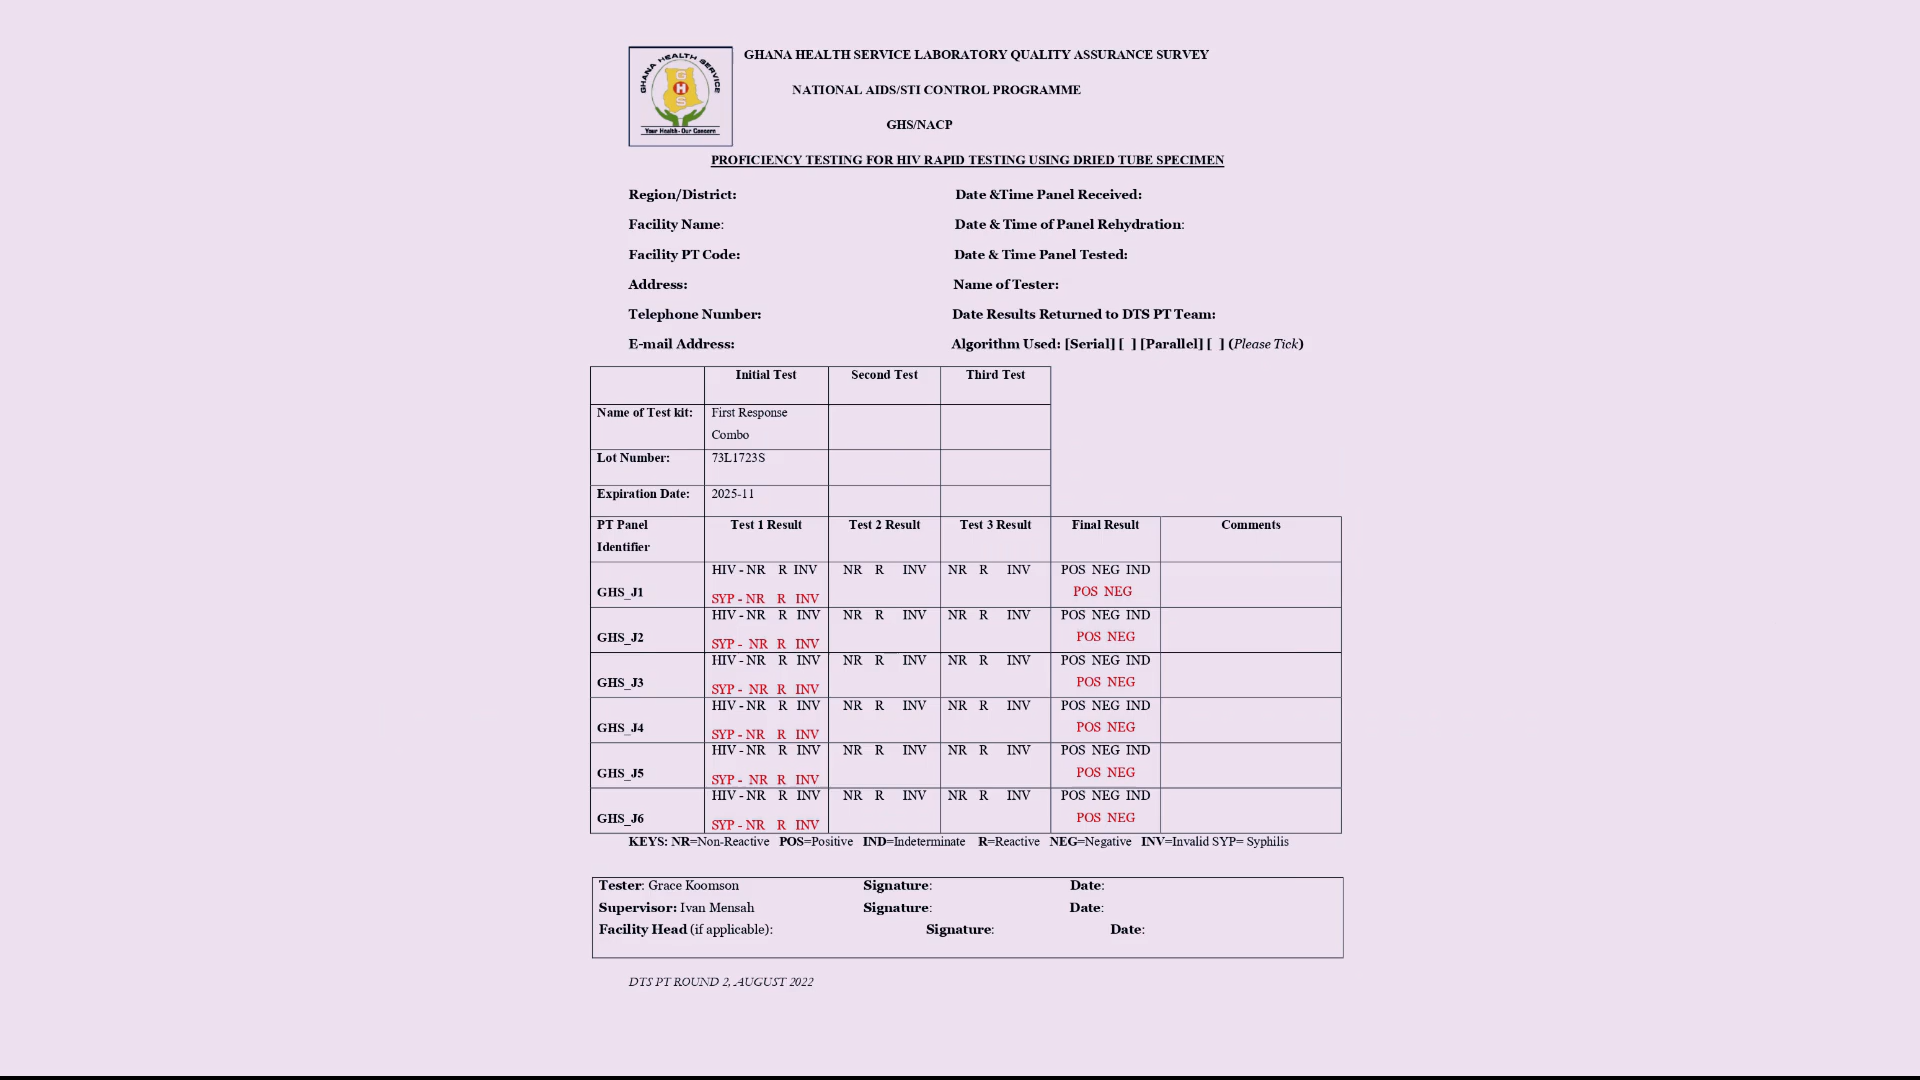 GHANA HEALTH SERVICE
G
H
S
Your Health - Our Concern
GHANA HEALTH SERVICE LABORATORY QUALITY ASSURANCE SURVEY
NATIONAL AIDS/STI CONTROL PROGRAMME
GHS/NACP
PROFICIENCY TESTING FOR HIV RAPID TESTING USING DRIED TUBE SPECIMEN
Region/District: Date &Time Panel Received:
Facility Name: Date & Time of Panel Rehydration:
Facility PT Code: Date & Time Panel Tested:
Address: Name of Tester:
Telephone Number: Date Results Returned to DTS PT Team:
E-mail Address: Algorithm Used: [Serial] [ ] [Parallel] [ ] (Please Tick)
Initial Test Second Test Third Test
Name of Test kit: First Response
Combo
Lot Number: 73L1723S
Expiration Date: 2025-11
PT Panel Test 1 Result Test 2 Result Test 3 Result Final Result Comments
Identifier
HIV - NR R INV NR R INV NR R INV POS NEG IND
GHS_J1 SYP - NR R INV POS NEG
HIV - NR R INV NR R INV NR R INV POS NEG IND
GHS_J2 SYP - NR R INV POS NEG
HIV - NR R INV NR R INV NR R INV POS NEG IND
GHS_J3 SYP - NR R INV POS NEG
HIV - NR R INV NR R INV NR R INV POS NEG IND
GHS_J4 SYP - NR R INV POS NEG
HIV - NR R INV NR R INV NR R INV POS NEG IND
GHS_J5 SYP - NR R INV POS NEG
HIV - NR R INV NR R INV NR R INV POS NEG IND
GHS_J6 SYP - NR R INV POS NEG
KEYS: NR=Non-Reactive POS=Positive IND=Indeterminate R=Reactive NEG=Negative INV=Invalid SYP= Syphilis
Tester: Grace Koomson Signature: Date:
Supervisor: Ivan Mensah Signature: Date:
Facility Head (if applicable): Signature: Date:
DTS PT ROUND 2, AUGUST 2022